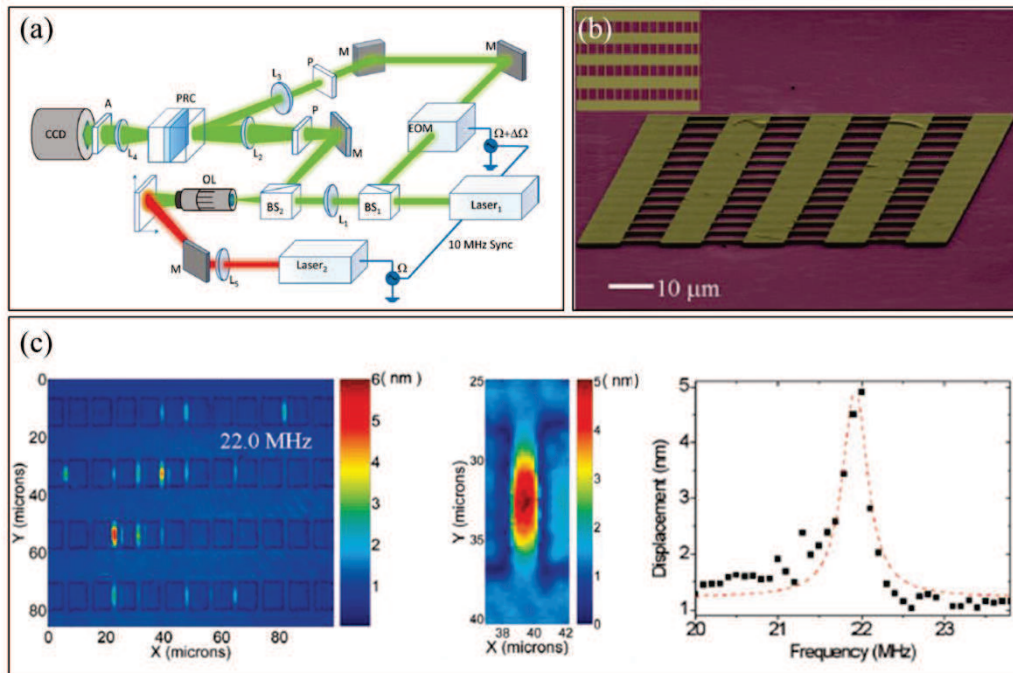 (a)
M
M
P
L3
P
PRC
A
CCD
EOM
Ω+ΔΩ
L4
L2
M
OL
BS2
L1
BS1
Laser1
10 MHz Sync
M
L5
Laser2
Ω
(b)
10 μm
(c)
0
20
40
60
80
Y (microns)
22.0 MHz
0 20 40 60 80
X (microns)
6( nm )
5
4
3
2
1
25
30
35
40
Y (microns)
38 40 42
X (microns)
5( nm )
4
3
2
1
0
5
4
3
2
1
Displacement (nm)
20 21 22 23
Frequency (MHz)